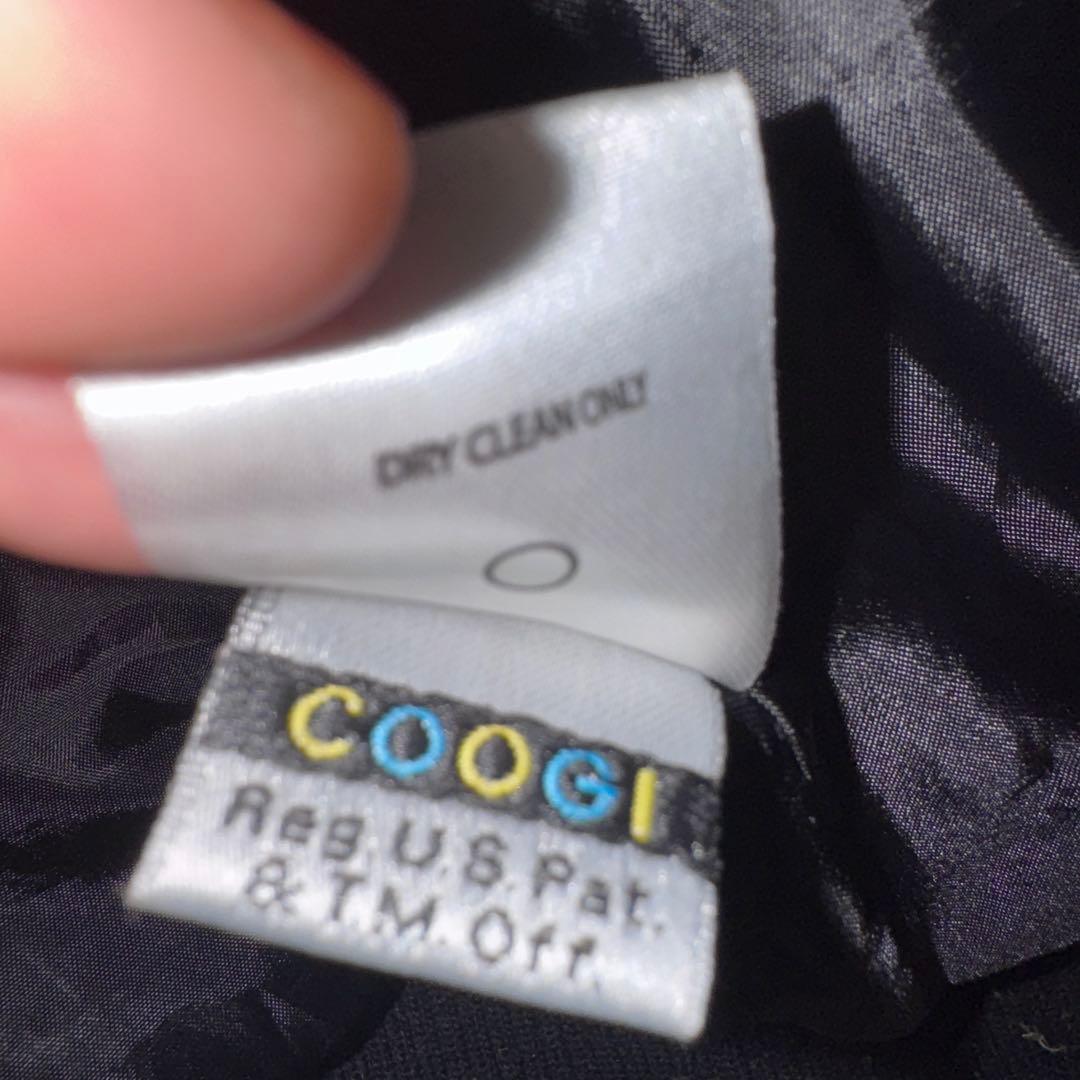 DRY CLEAN ONLY
COOGI
Reg U.S. Pat.
& T.M. Off.